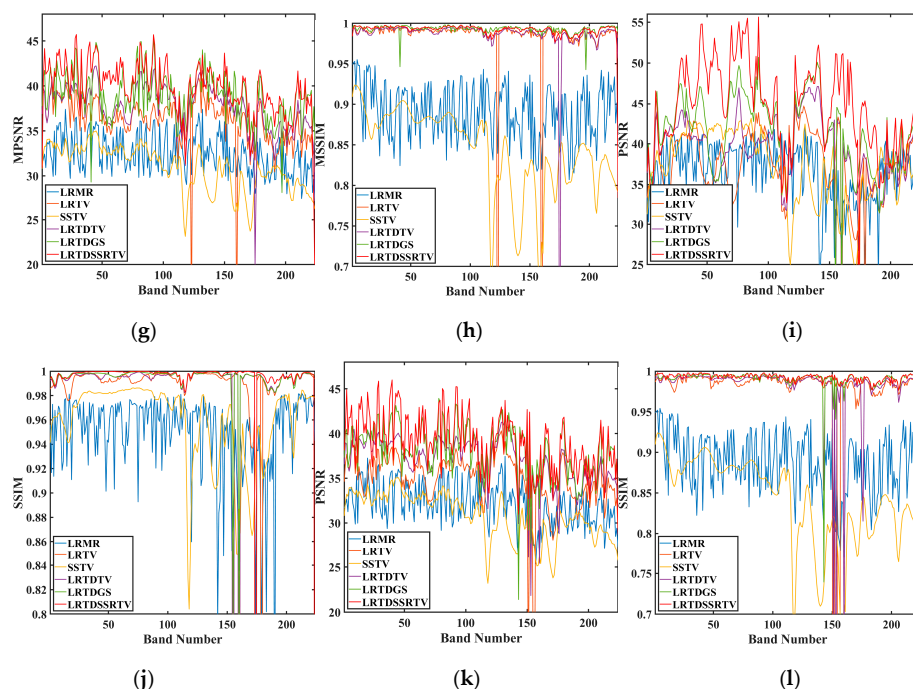 45
40
35
30
25
20
MPSNR
LRMR
LRTV
SSTV
LRTDTV
LRTDGS
LRTDSSRTV
50 100 150 200
Band Number
(g)
1
0.95
0.9
0.85
0.8
0.75
0.7
MSSIM
LRMR
LRTV
SSTV
LRTDTV
LRTDGS
LRTDSSRTV
50 100 150 200
Band Number
(h)
55
50
45
40
35
30
25
PSNR
LRMR
LRTV
SSTV
LRTDTV
LRTDGS
LRTDSSRTV
50 100 150 200
Band Number
(i)
1
0.98
0.96
0.94
0.92
0.9
0.88
0.86
0.84
0.82
0.8
SSIM
LRMR
LRTV
SSTV
LRTDTV
LRTDGS
LRTDSSRTV
50 100 150 200
Band Number
(j)
45
40
35
30
25
20
PSNR
LRMR
LRTV
SSTV
LRTDTV
LRTDGS
LRTDSSRTV
50 100 150 200
Band Number
(k)
1
0.95
0.9
0.85
0.8
0.75
0.7
SSIM
LRMR
LRTV
SSTV
LRTDTV
LRTDGS
LRTDSSRTV
50 100 150 200
Band Number
(l)